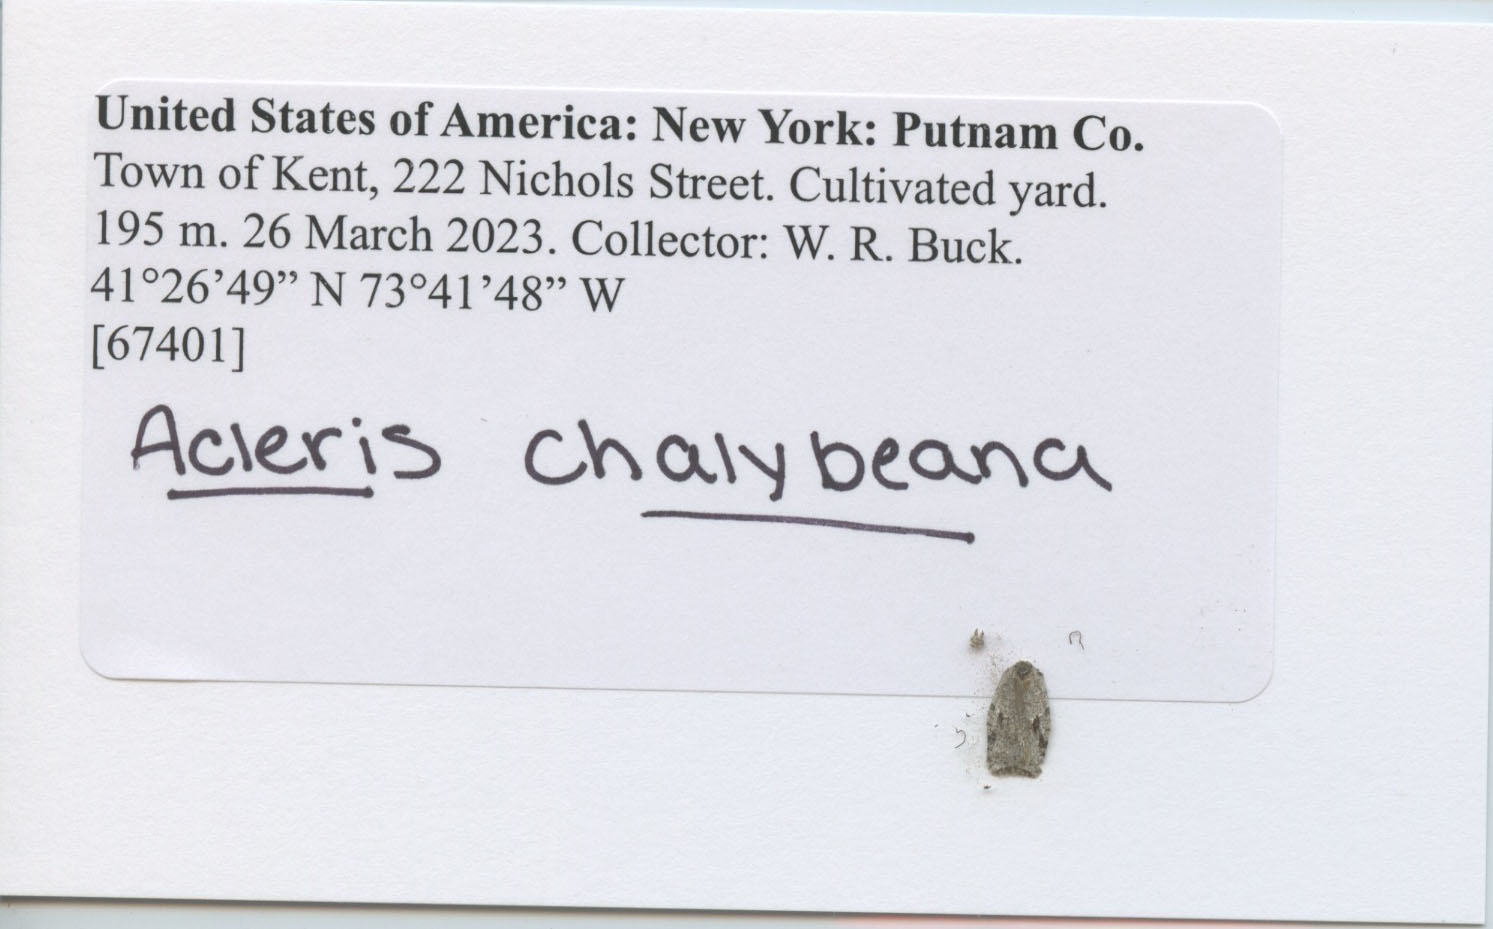 United States of America: New York: Putnam Co.
Town of Kent, 222 Nichols Street. Cultivated yard.
195 m. 26 March 2023. Collector: W. R. Buck.
41°26’49” N 73°41’48” W
[67401]
Acleris chalybeana